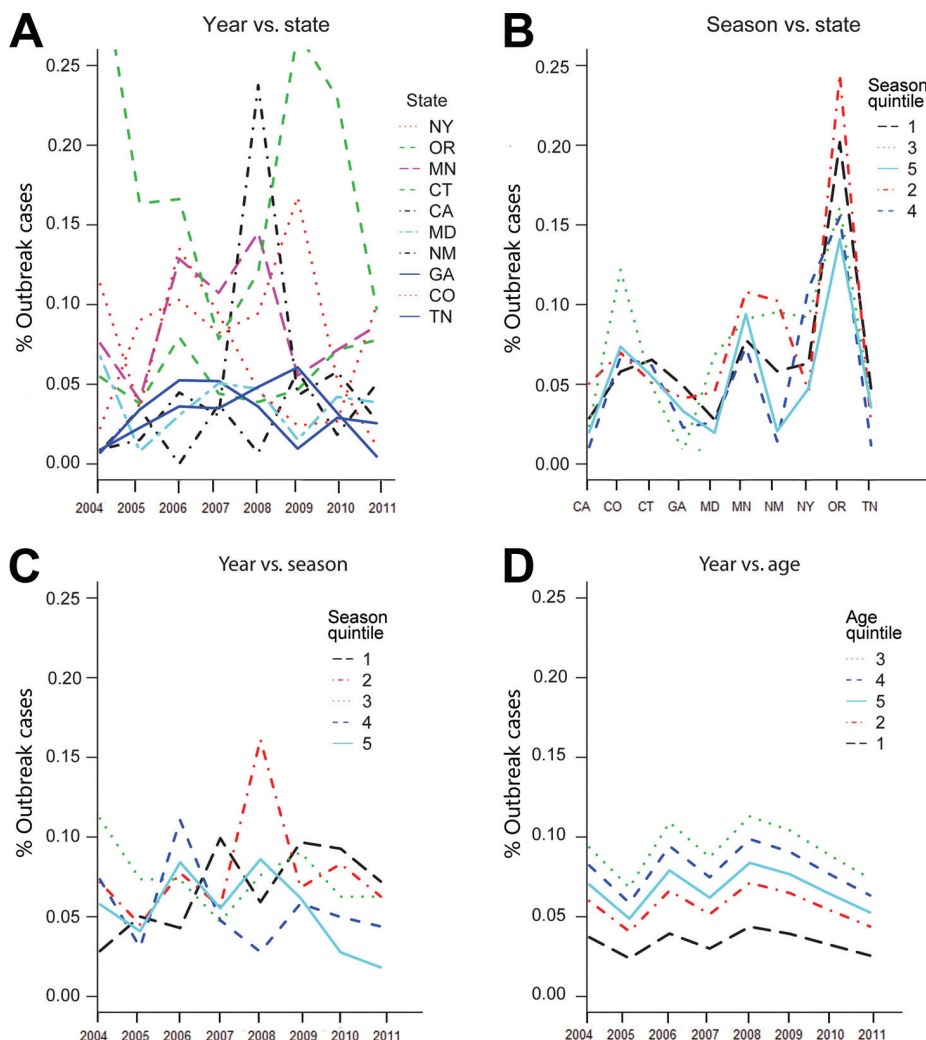 A
Year vs. state
% Outbreak cases
0.25
0.20
0.15
0.10
0.05
0.00
2004 2005 2006 2007 2008 2009 2010 2011
State
NY
OR
MN
CT
CA
MD
NM
GA
CO
TN
B
Season vs. state
% Outbreak cases
0.25
0.20
0.15
0.10
0.05
0.00
CA CO CT GA MD MN NM NY OR TN
Season
quintile
1
3
5
2
4
C
Year vs. season
% Outbreak cases
0.25
0.20
0.15
0.10
0.05
0.00
2004 2005 2006 2007 2008 2009 2010 2011
Season
quintile
1
2
3
4
5
D
Year vs. age
% Outbreak cases
0.25
0.20
0.15
0.10
0.05
0.00
2004 2005 2006 2007 2008 2009 2010 2011
Age
quintile
3
4
5
2
1